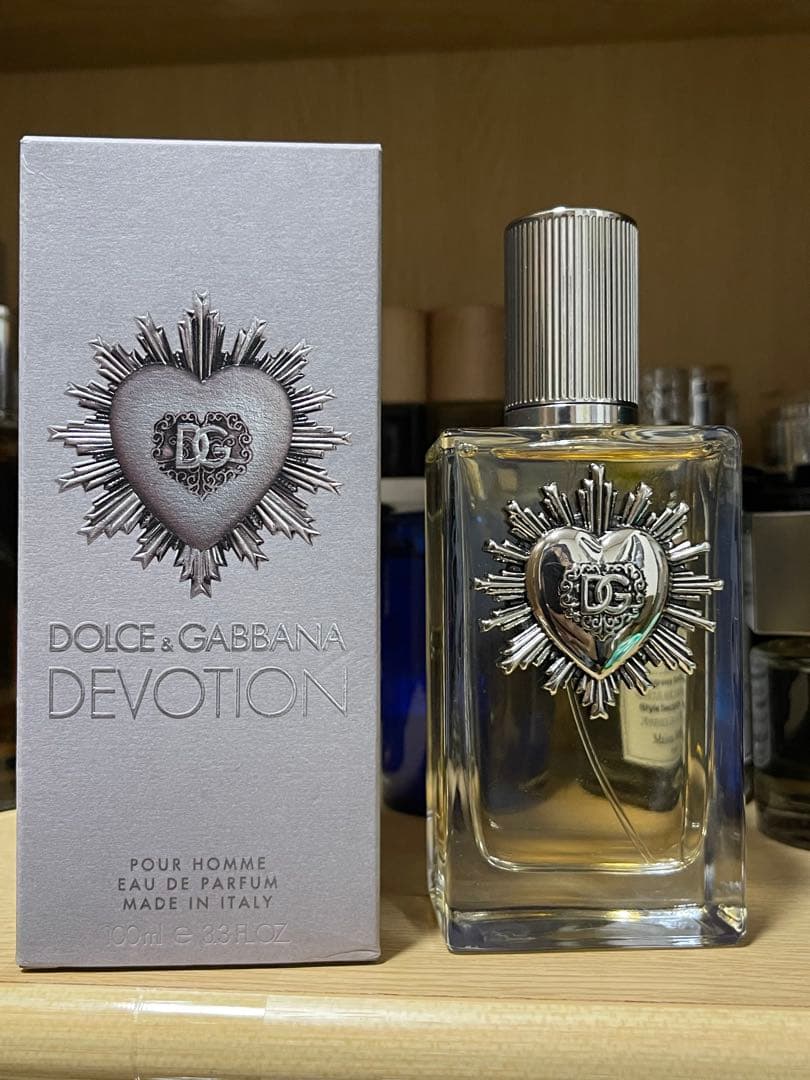 DG
DOLCE & GABBANA
DEVOTION
POUR HOMME
EAU DE PARFUM
MADE IN ITALY
100ml e 3.3 FL.OZ
DG